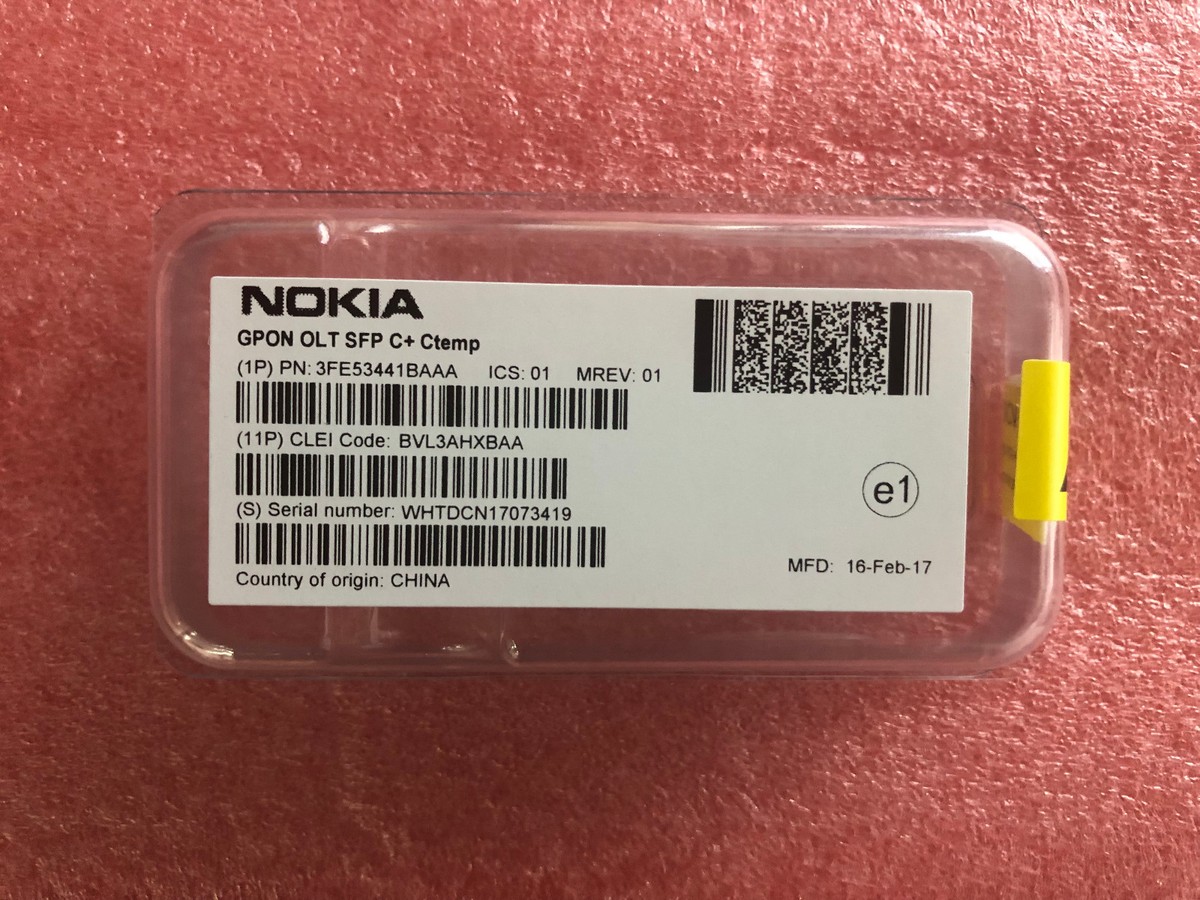 NOKIA
GPON OLT SFP C+ Ctemp
(1P) PN: 3FE53441BAAA ICS: 01 MREV: 01
(11P) CLEI Code: BVL3AHXBAA
(S) Serial number: WHTDCN17073419
Country of origin: CHINA
e1
MFD: 16-Feb-17